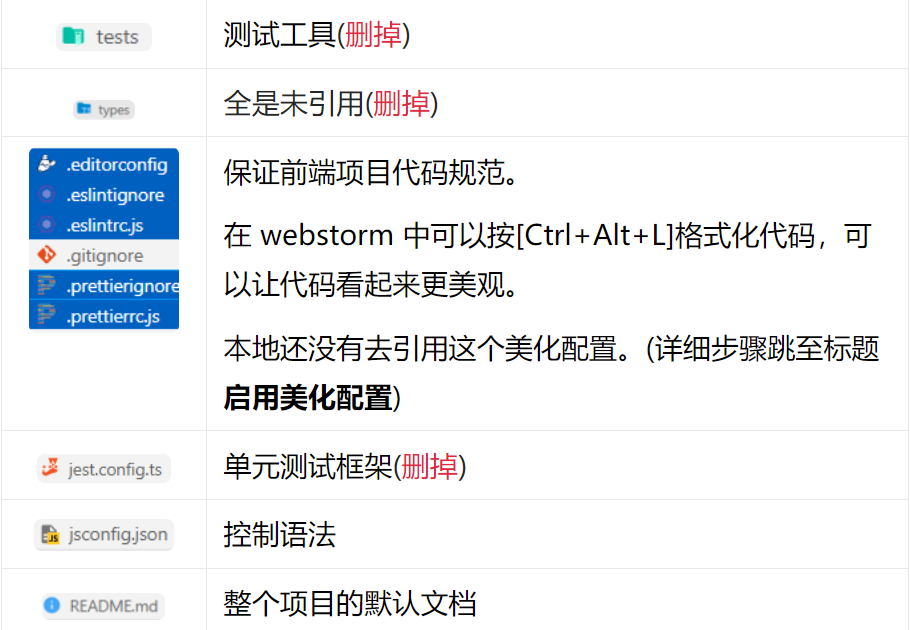 tests
测试工具(删掉)
types
全是未引用(删掉)
.editorconfig
.eslintignore
.eslintrc.js
.gitignore
.prettierignore
.prettierrc.js
保证前端项目代码规范。
在 webstorm 中可以按[Ctrl+Alt+L]格式化代码，可
以让代码看起来更美观。
本地还没有去引用这个美化配置。(详细步骤跳至标题
启用美化配置)
jest.config.ts
单元测试框架(删掉)
jsconfig.json
控制语法
README.md
整个项目的默认文档